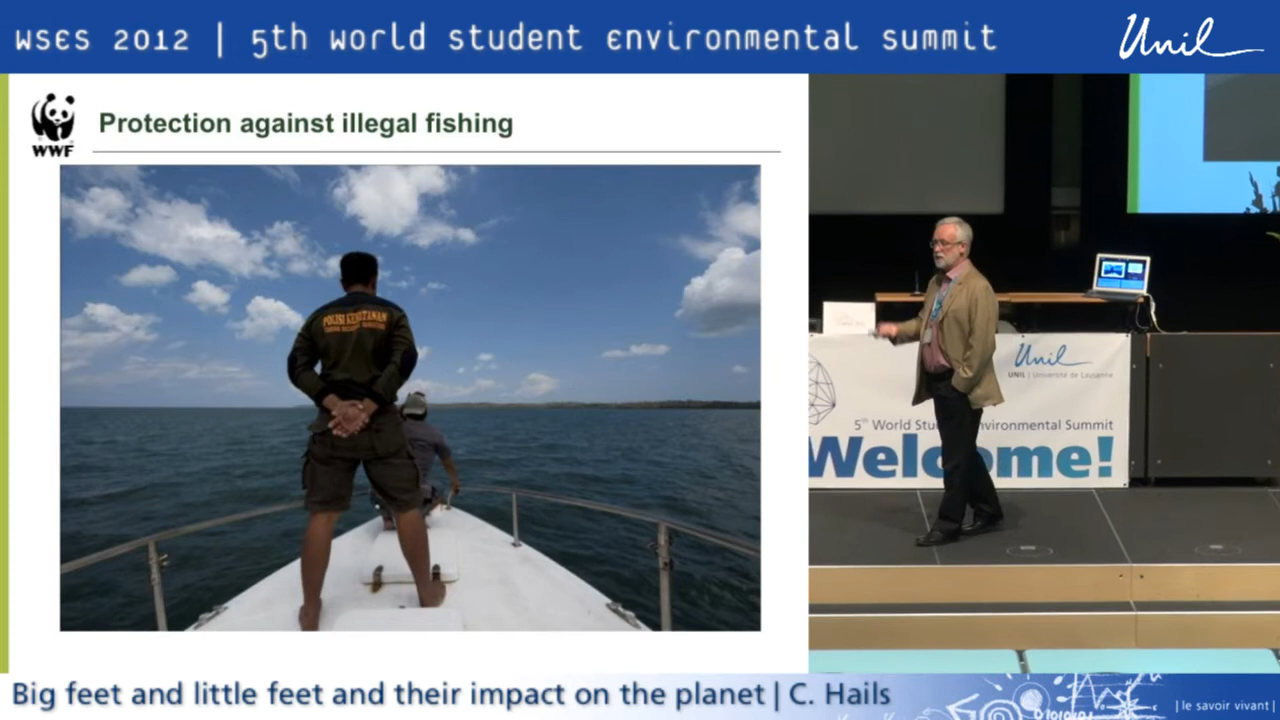 WSES 2012 | 5th world student environmental summit
Unil
WWF
Protection against illegal fishing
POLISI KEHUTANAN
Unil
UNIL | Université de Lausanne
5th World Stu nvironmental Summit
Welcome!
Big feet and little feet and their impact on the planet | C. Hails
| le savoir vivant |